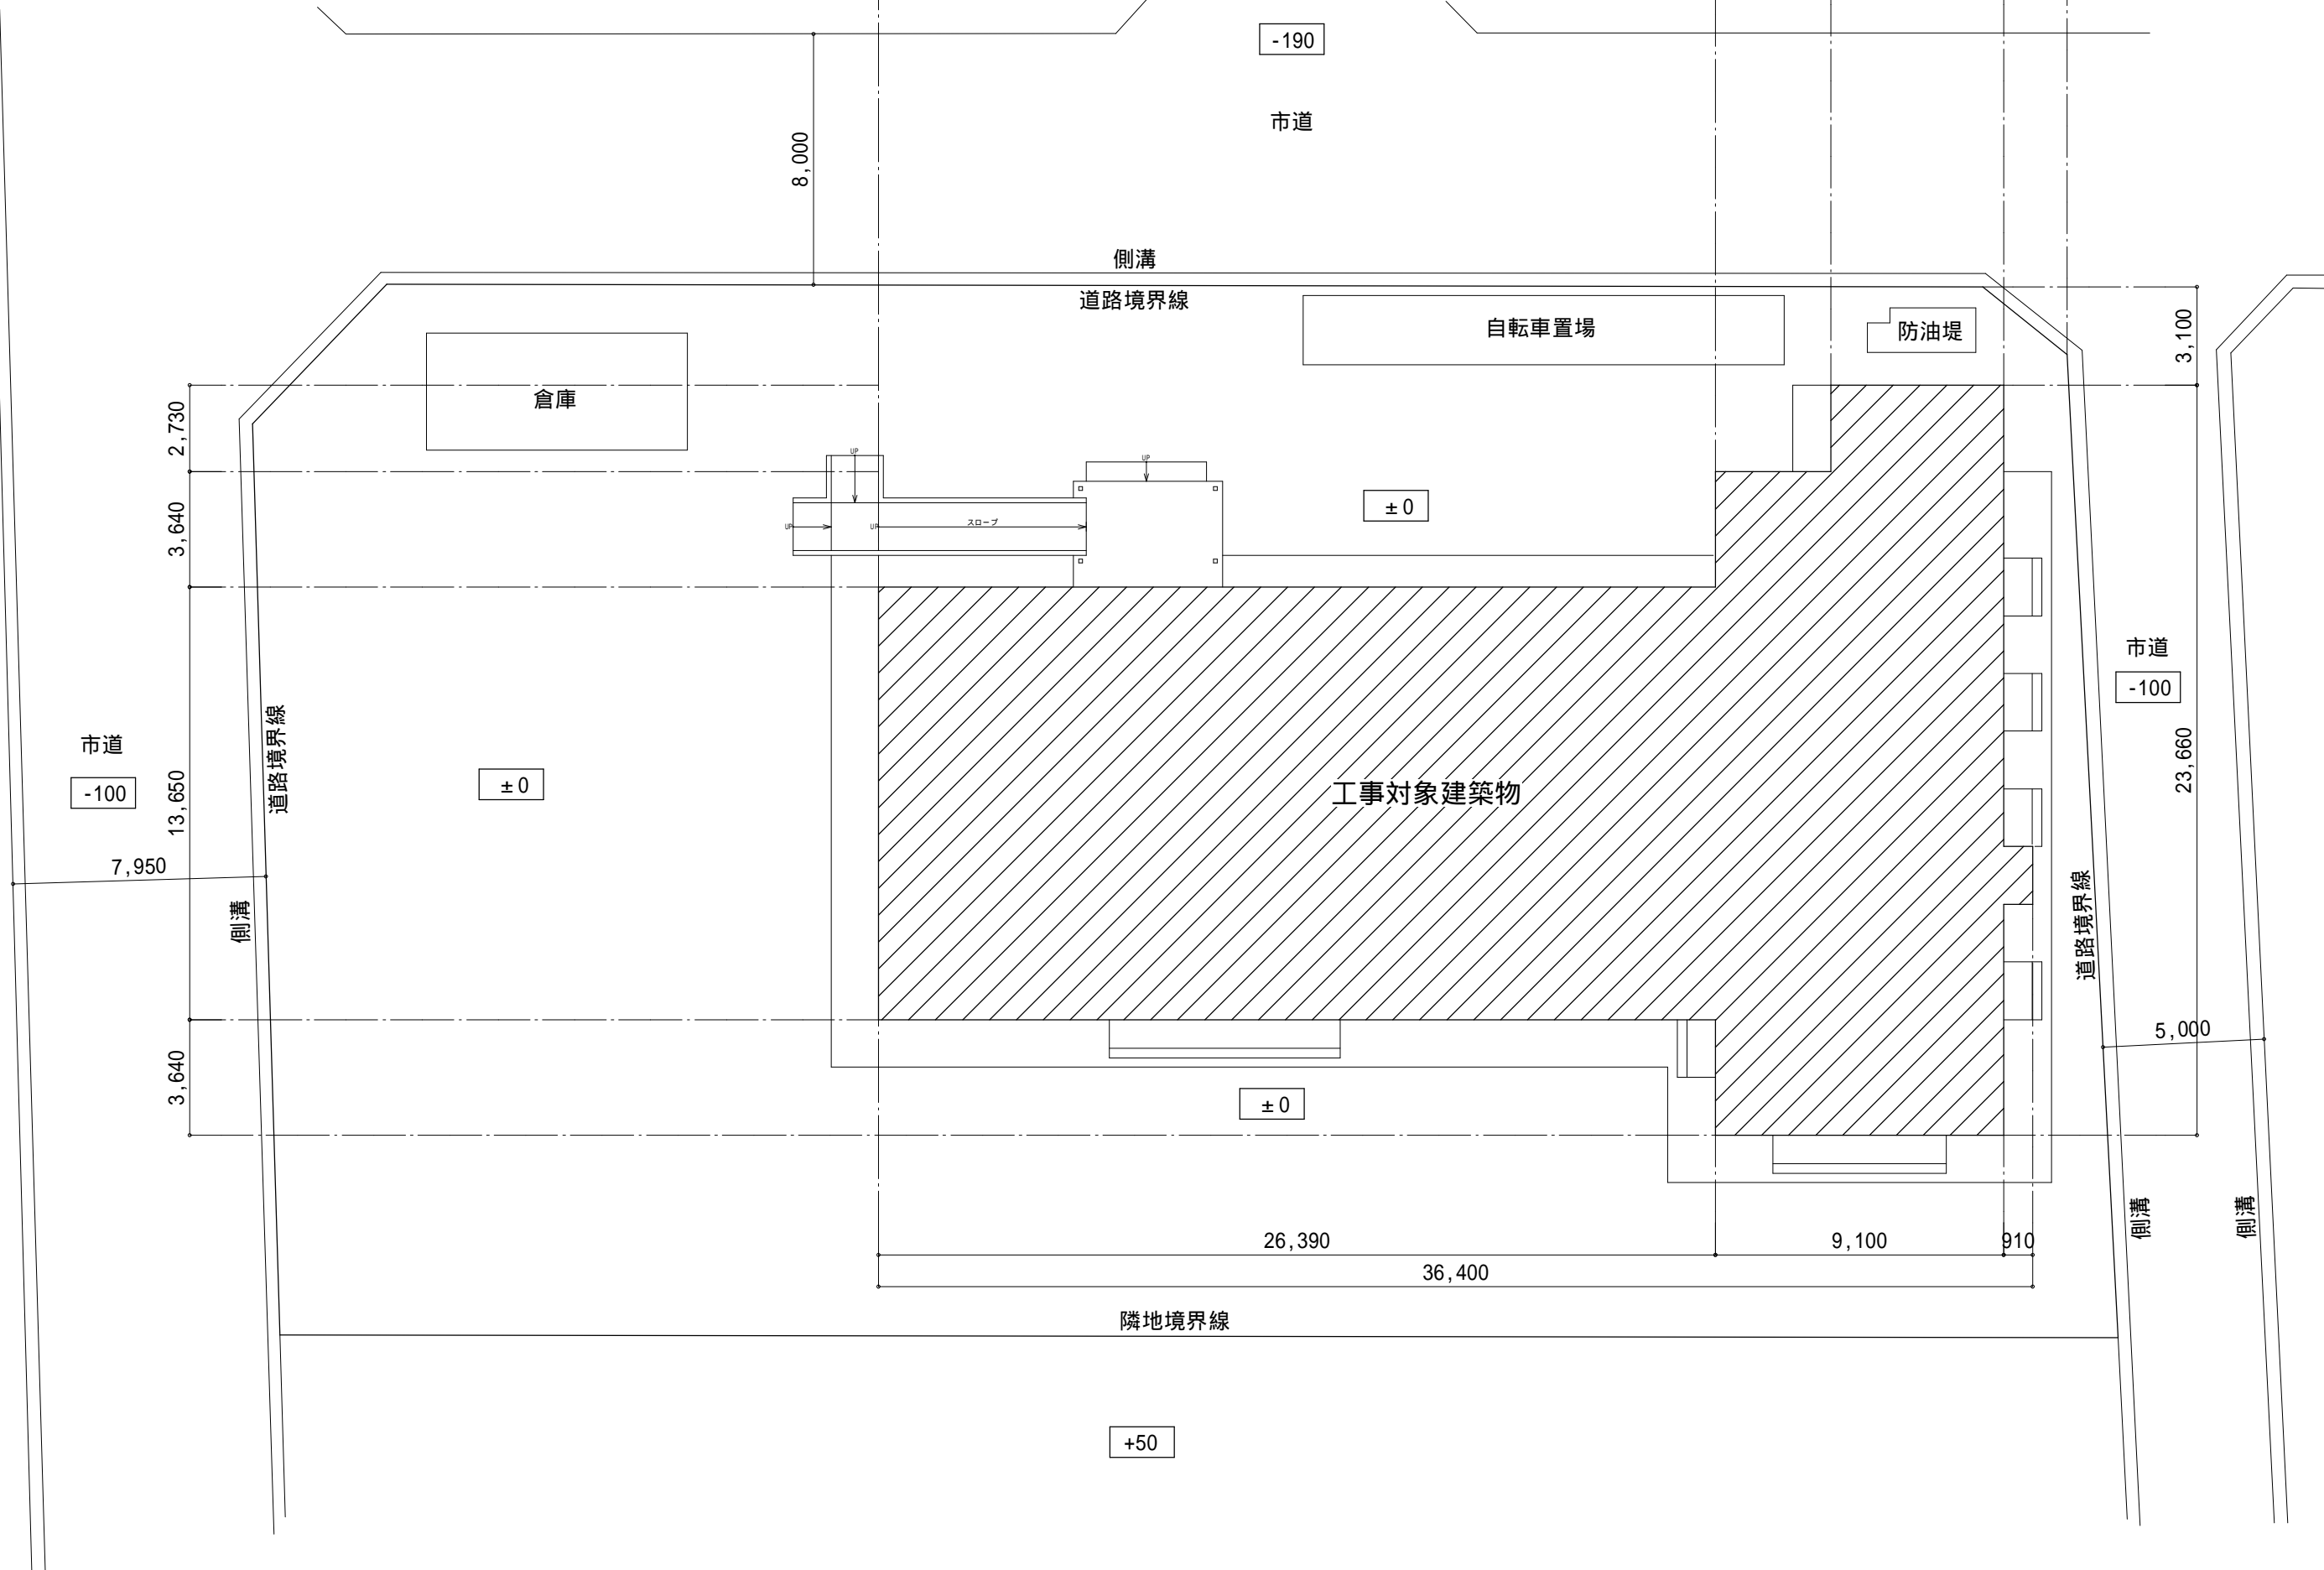 -190
市道
8,000
側溝
道路境界線
自転車置場
防油堤
3,100
倉庫
2,730
UP
UP
±0
3,640
UP
UP
スロープ
市道
-100
道路境界線
市道
-100
±0
13,650
工事対象建築物
23,660
7,950
側溝
道路境界線
5,000
3,640
±0
側溝
側溝
26,390
9,100
910
36,400
隣地境界線
+50